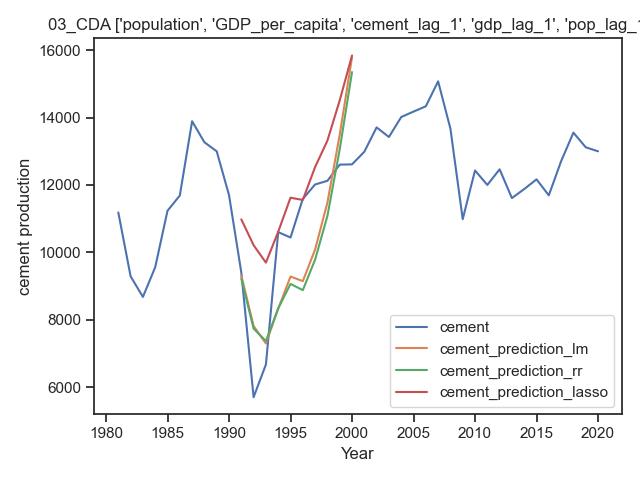 03_CDA ['population', 'GDP_per_capita', 'cement_lag_1', 'gdp_lag_1', 'pop_lag_1
16000
14000
12000
10000
8000
6000
cement production
cement
cement_prediction_lm
cement_prediction_rr
cement_prediction_lasso
1980 1985 1990 1995 2000 2005 2010 2015 2020
Year